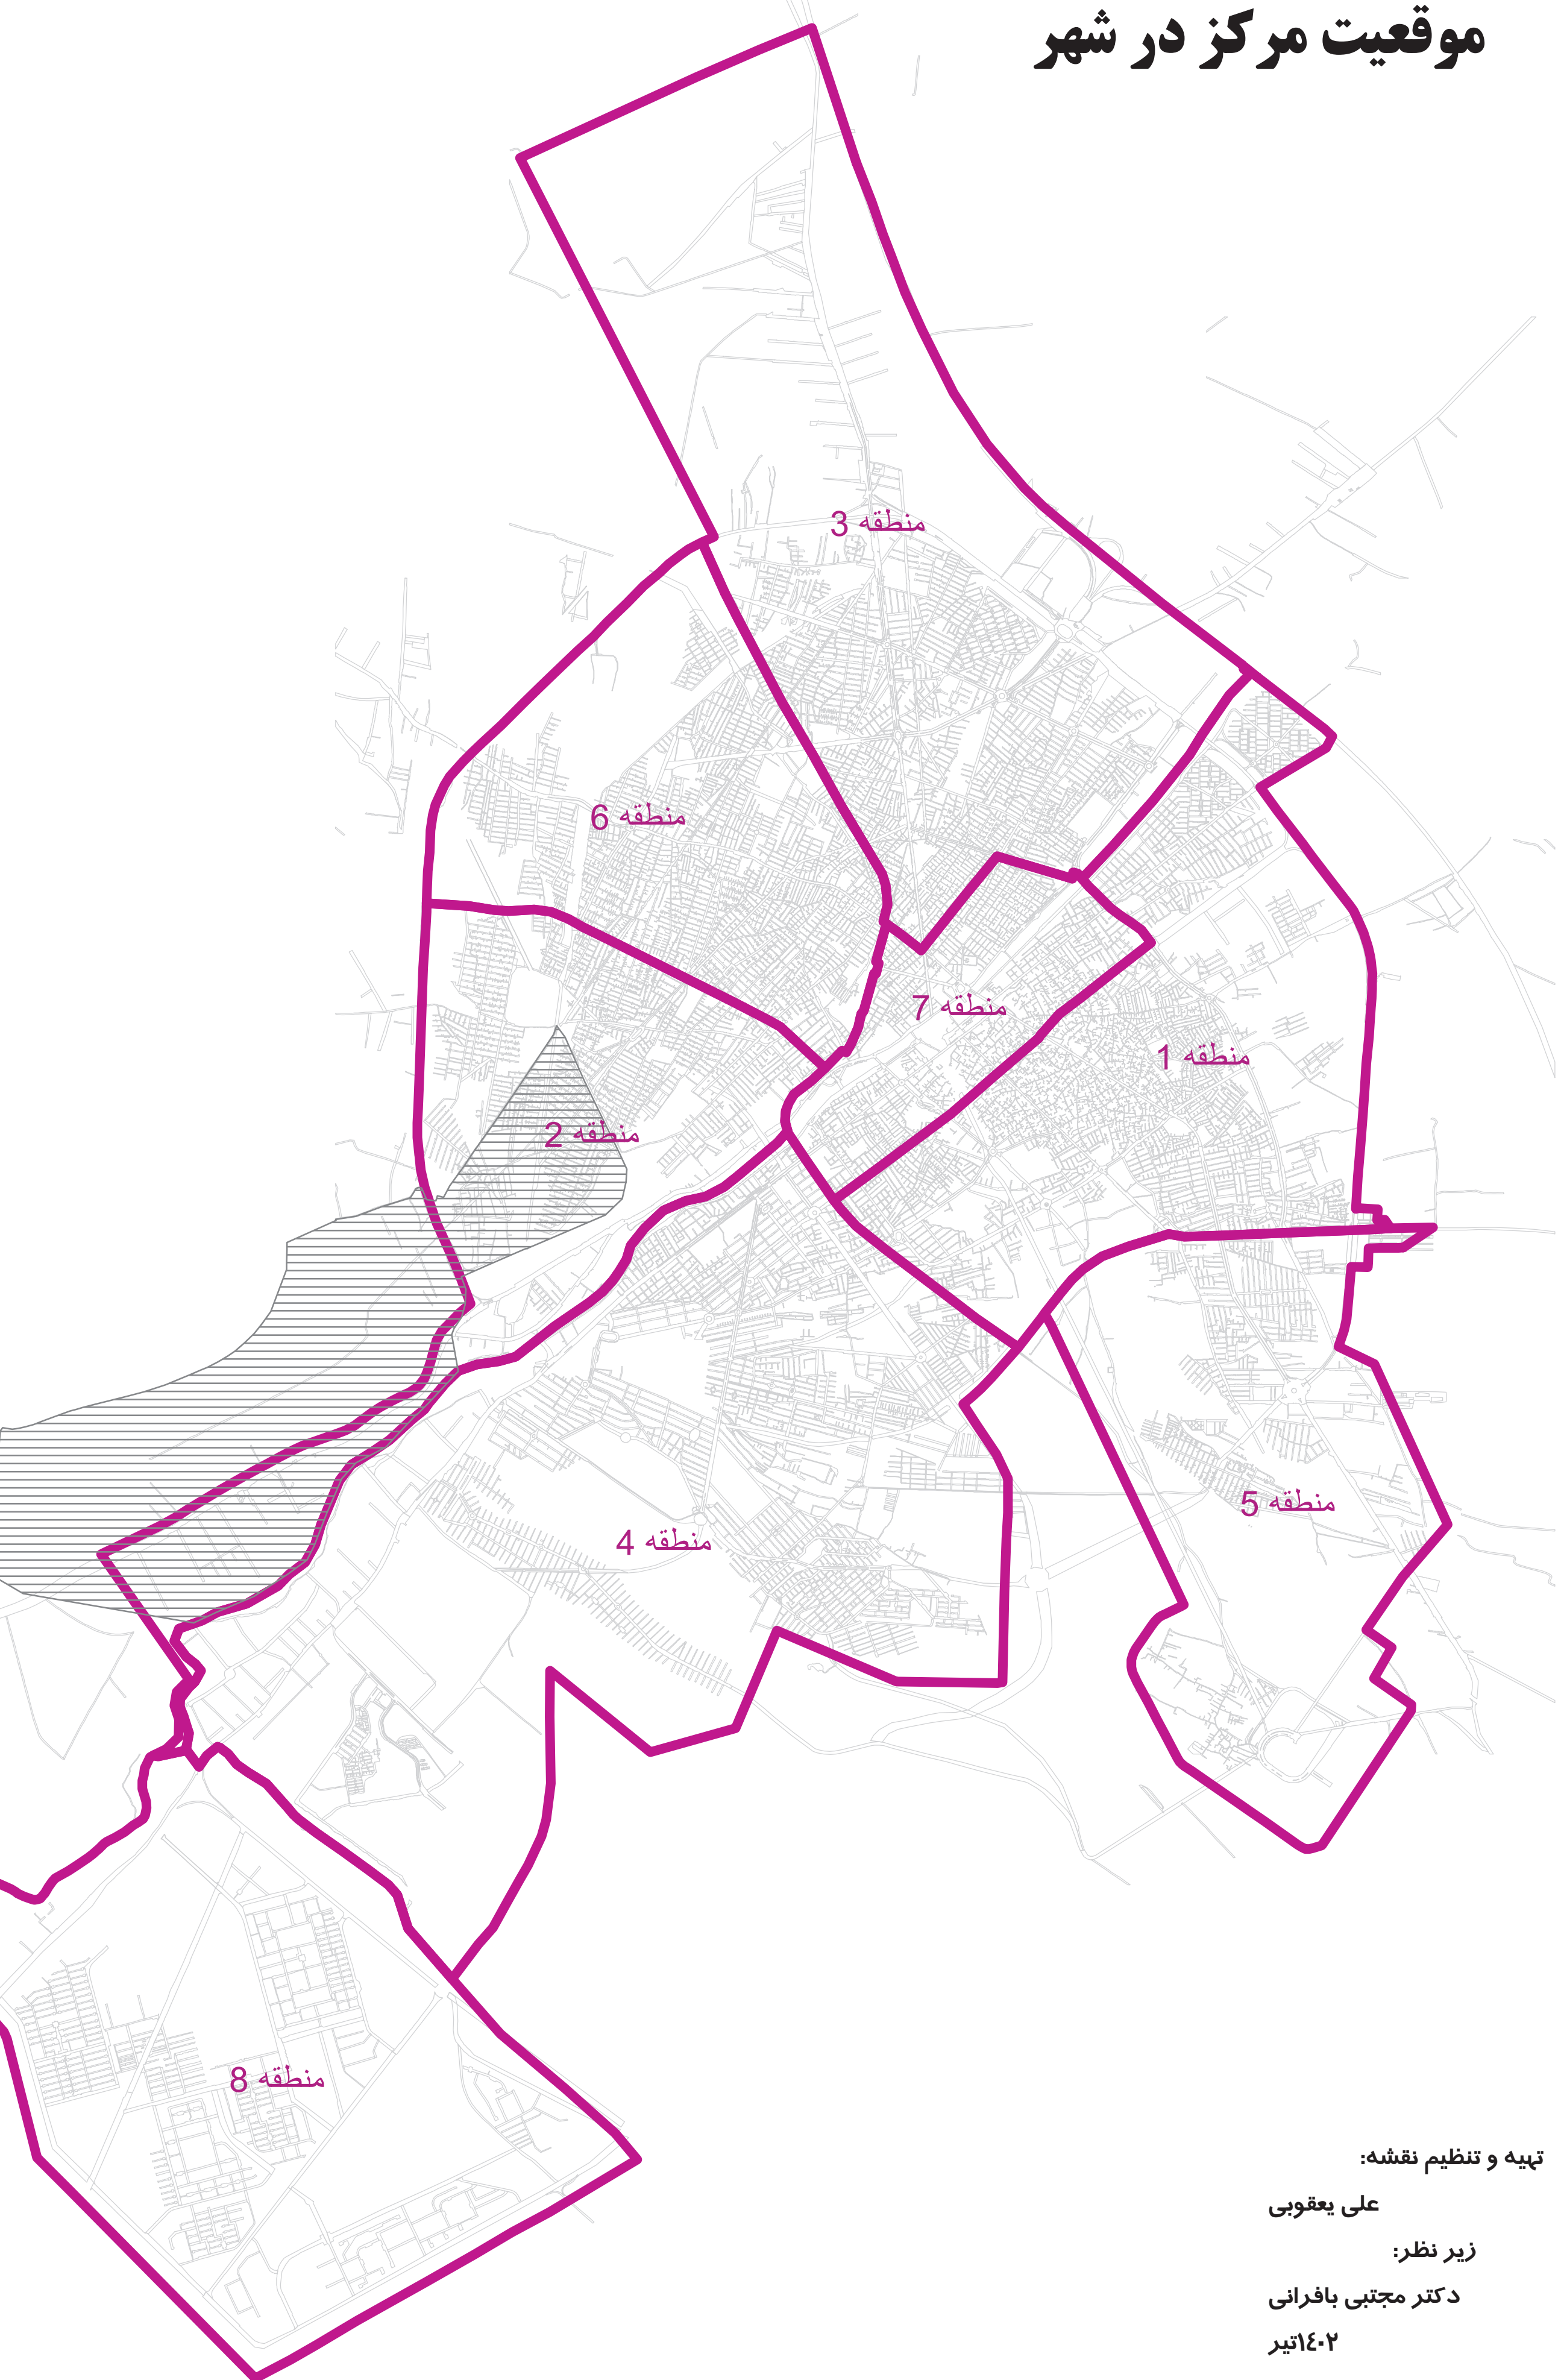 موقعیت مرکز در شهر
منطقه 3
منطقه 6
منطقه 7
منطقه 1
منطقه 2
منطقه 5
منطقه 4
منطقه 8
تهیه و تنظیم نقشه:
علی یعقوبی
زیر نظر:
دکتر مجتبی بافرانی
۱۴۰۲تیر